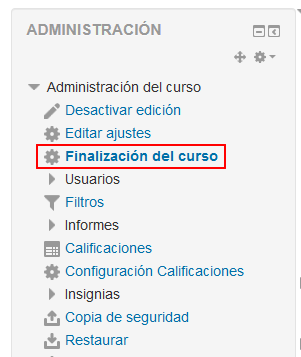 ADMINISTRACIÓN
Administración del curso
Desactivar edición
Editar ajustes
Finalización del curso
Usuarios
Filtros
Informes
Calificaciones
Configuración Calificaciones
Insignias
Copia de seguridad
Restaurar